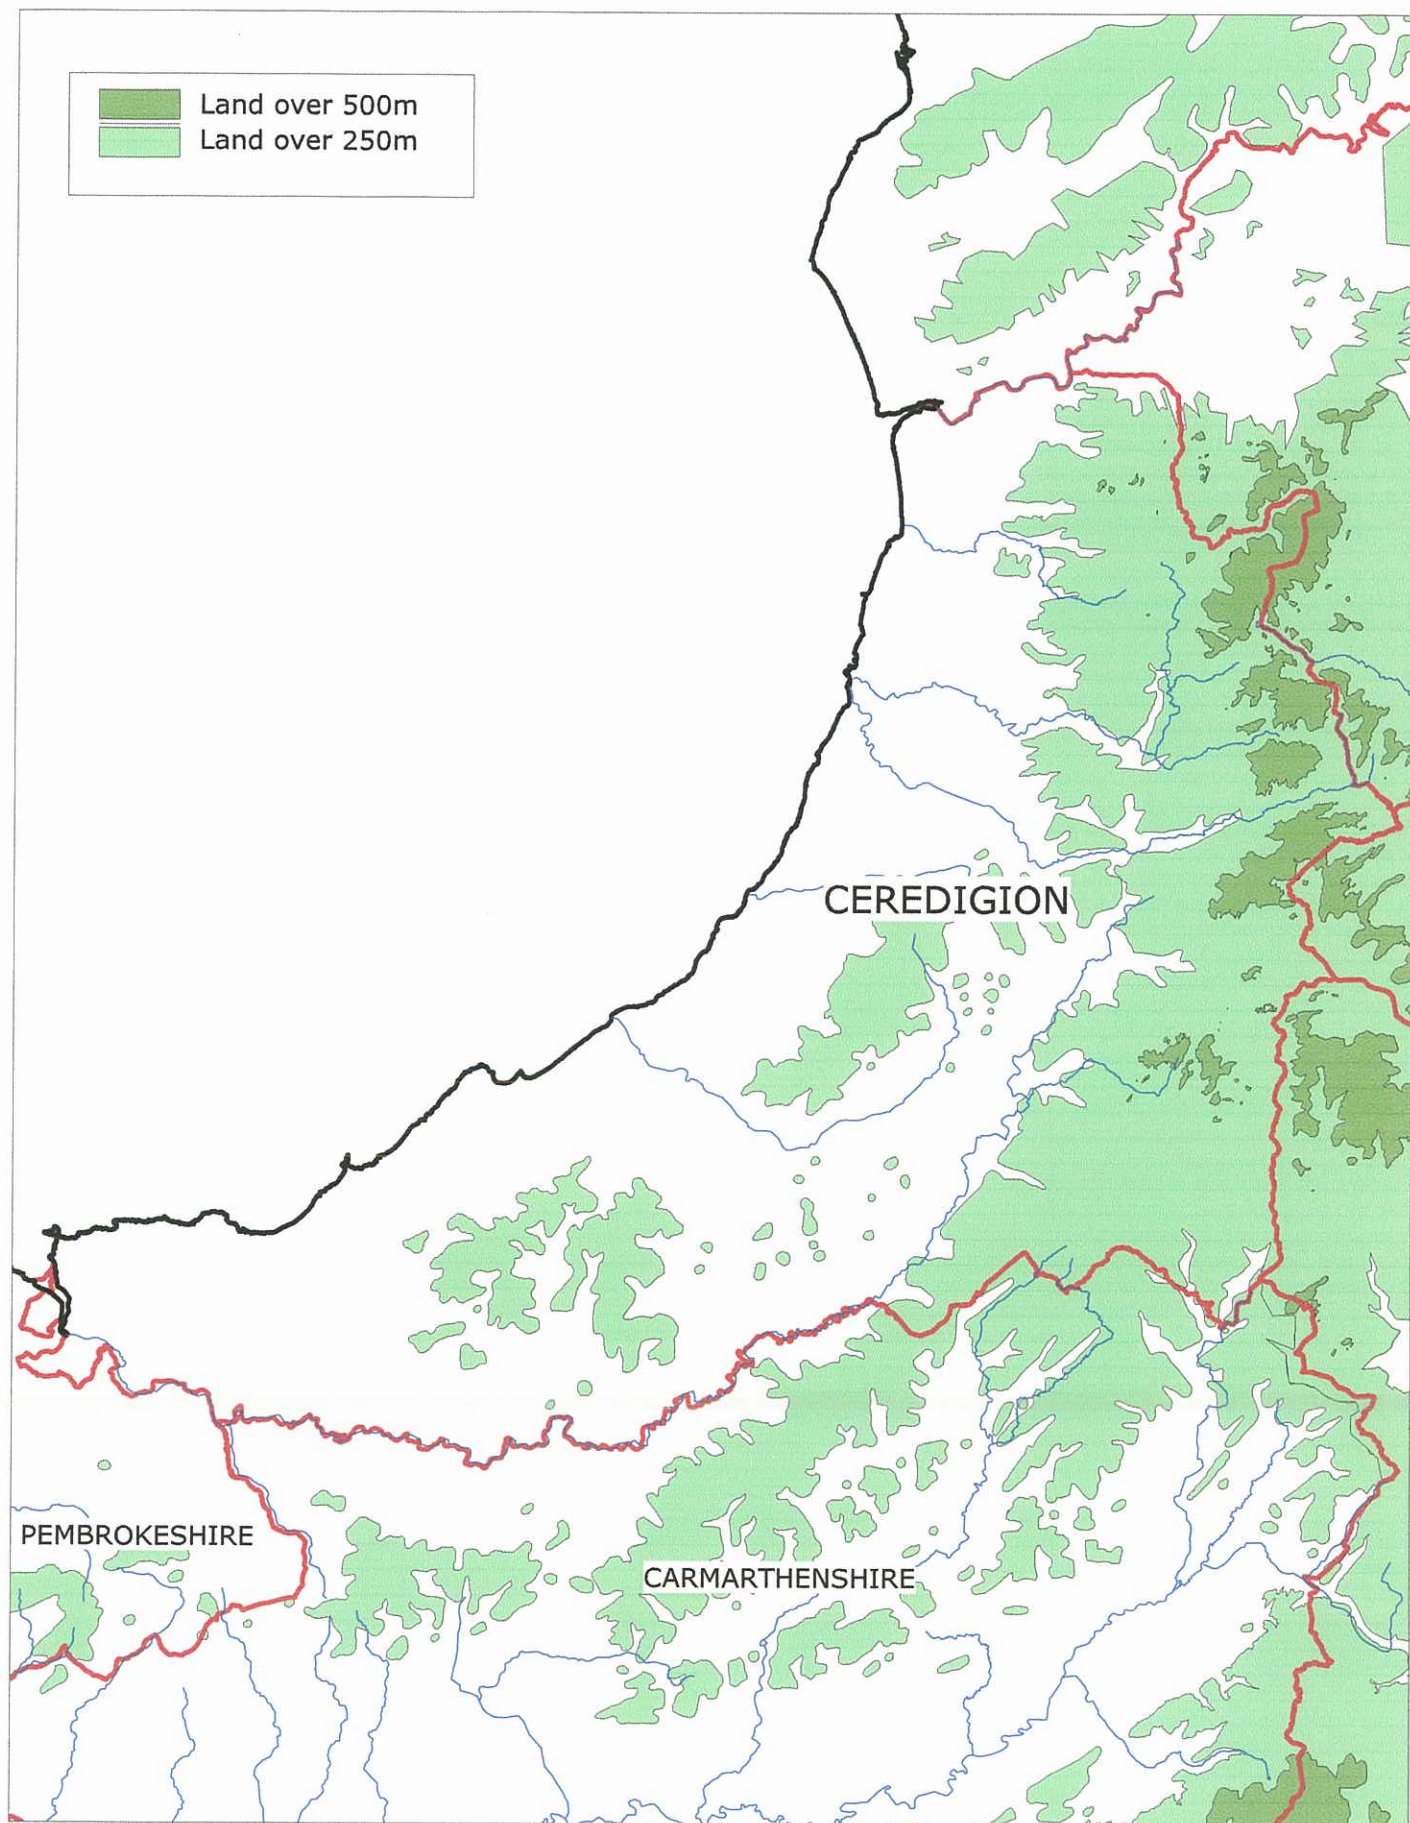 Land over 500m
Land over 250m
CEREDIGION
PEMBROKESHIRE
CARMARTHENSHIRE